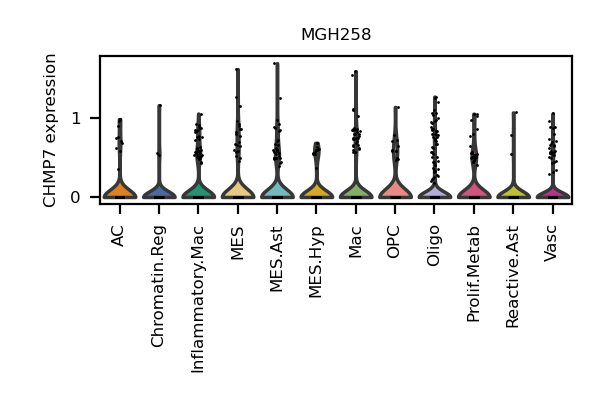 MGH258
CHMP7 expression
1
0
AC
Chromatin.Reg
Inflammatory.Mac
MES
MES.Ast
MES.Hyp
Mac
OPC
Oligo
Prolif.Metab
Reactive.Ast
Vasc